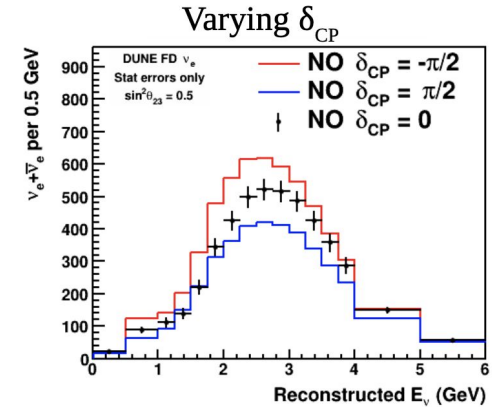 Varying δCP
DUNE FD νe
Stat errors only
sin²θ23 = 0.5
NO δCP = -π/2
NO δCP = π/2
NO δCP = 0
νe+ν̄e per 0.5 GeV
900
800
700
600
500
400
300
200
100
0
0 1 2 3 4 5 6
Reconstructed Eν (GeV)